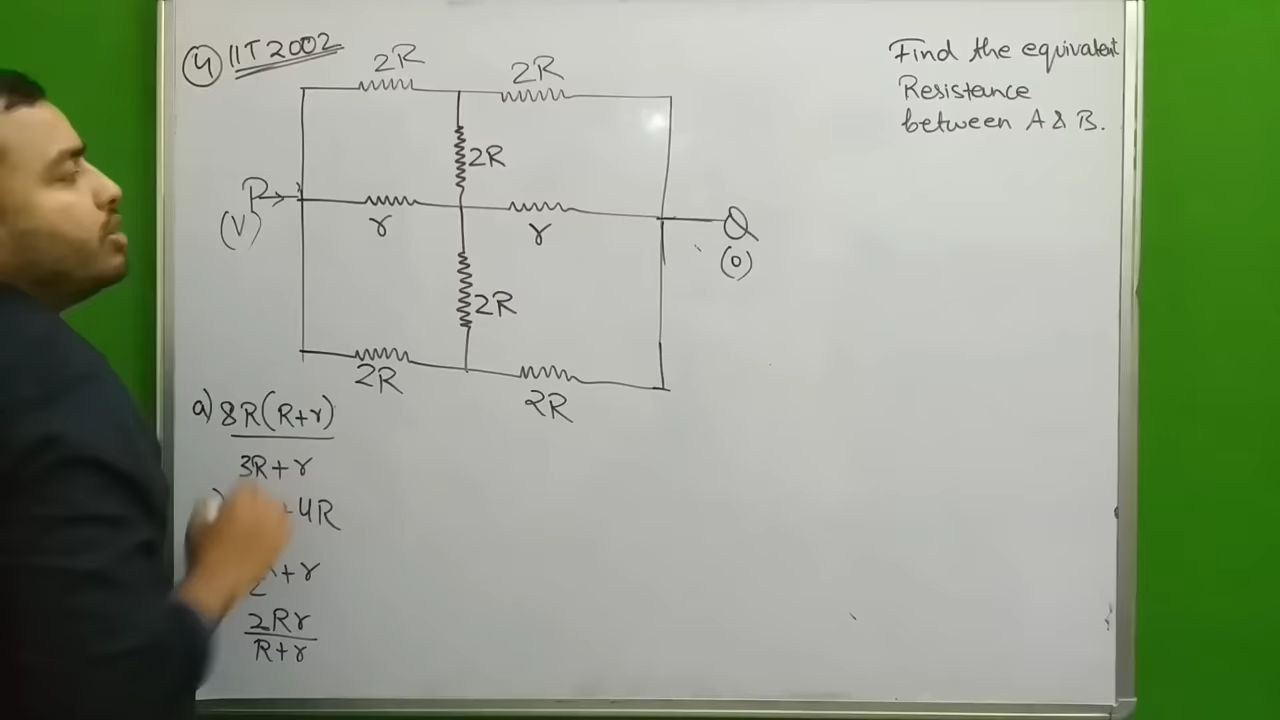 4 IIT 2002
Find the equivalent
Resistance
between A & B.
2R
2R
2R
P
(V)
r
r
Q
(0)
2R
2R
2R
a) 8R(R+r)
3R+r
+4R
+r
2Rr
R+r